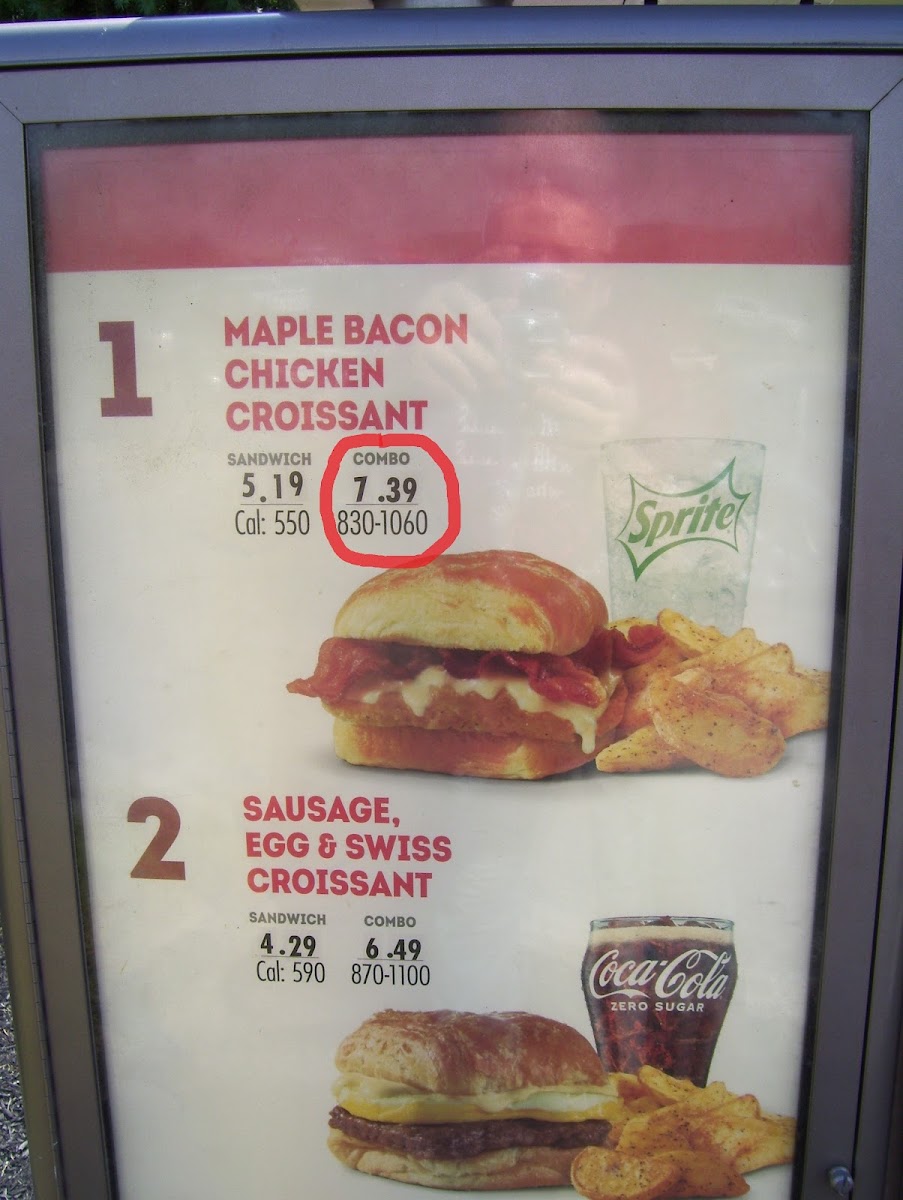 1
MAPLE BACON
CHICKEN
CROISSANT
SANDWICH COMBO
5.19 7.39
Cal: 550 830-1060
Sprite
2
SAUSAGE,
EGG & SWISS
CROISSANT
SANDWICH COMBO
4.29 6.49
Cal: 590 870-1100
Coca-Cola
ZERO SUGAR